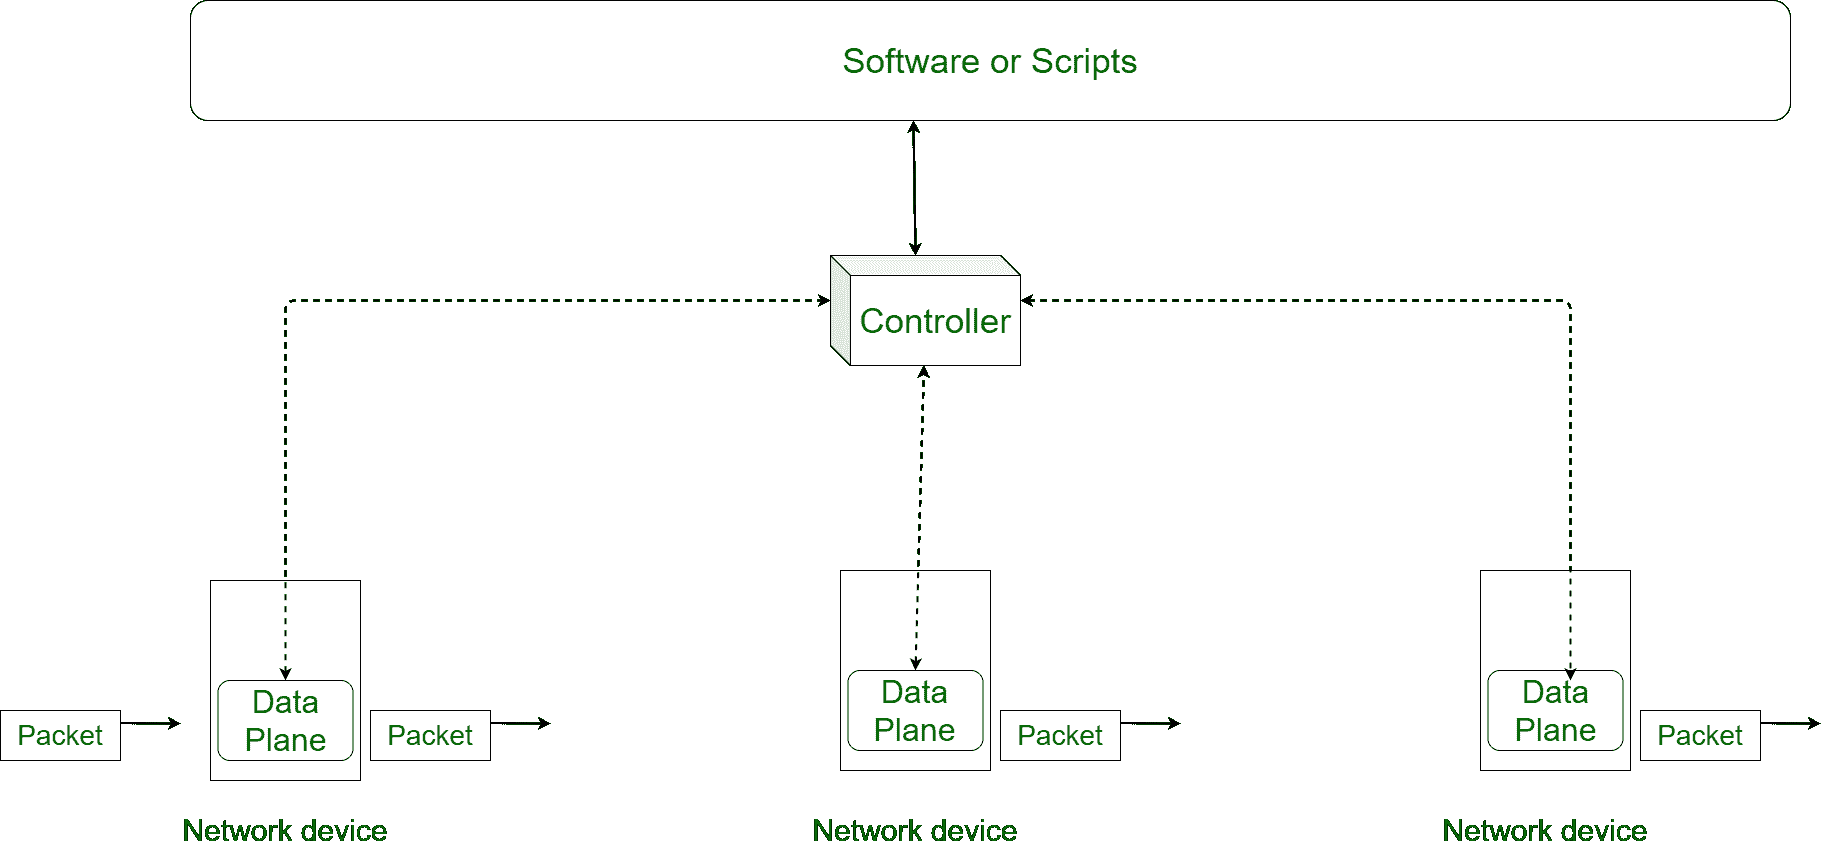 Software or Scripts
Controller
Data
Plane
Data
Plane
Data
Plane
Packet
Packet
Packet
Packet
Network device
Network device
Network device